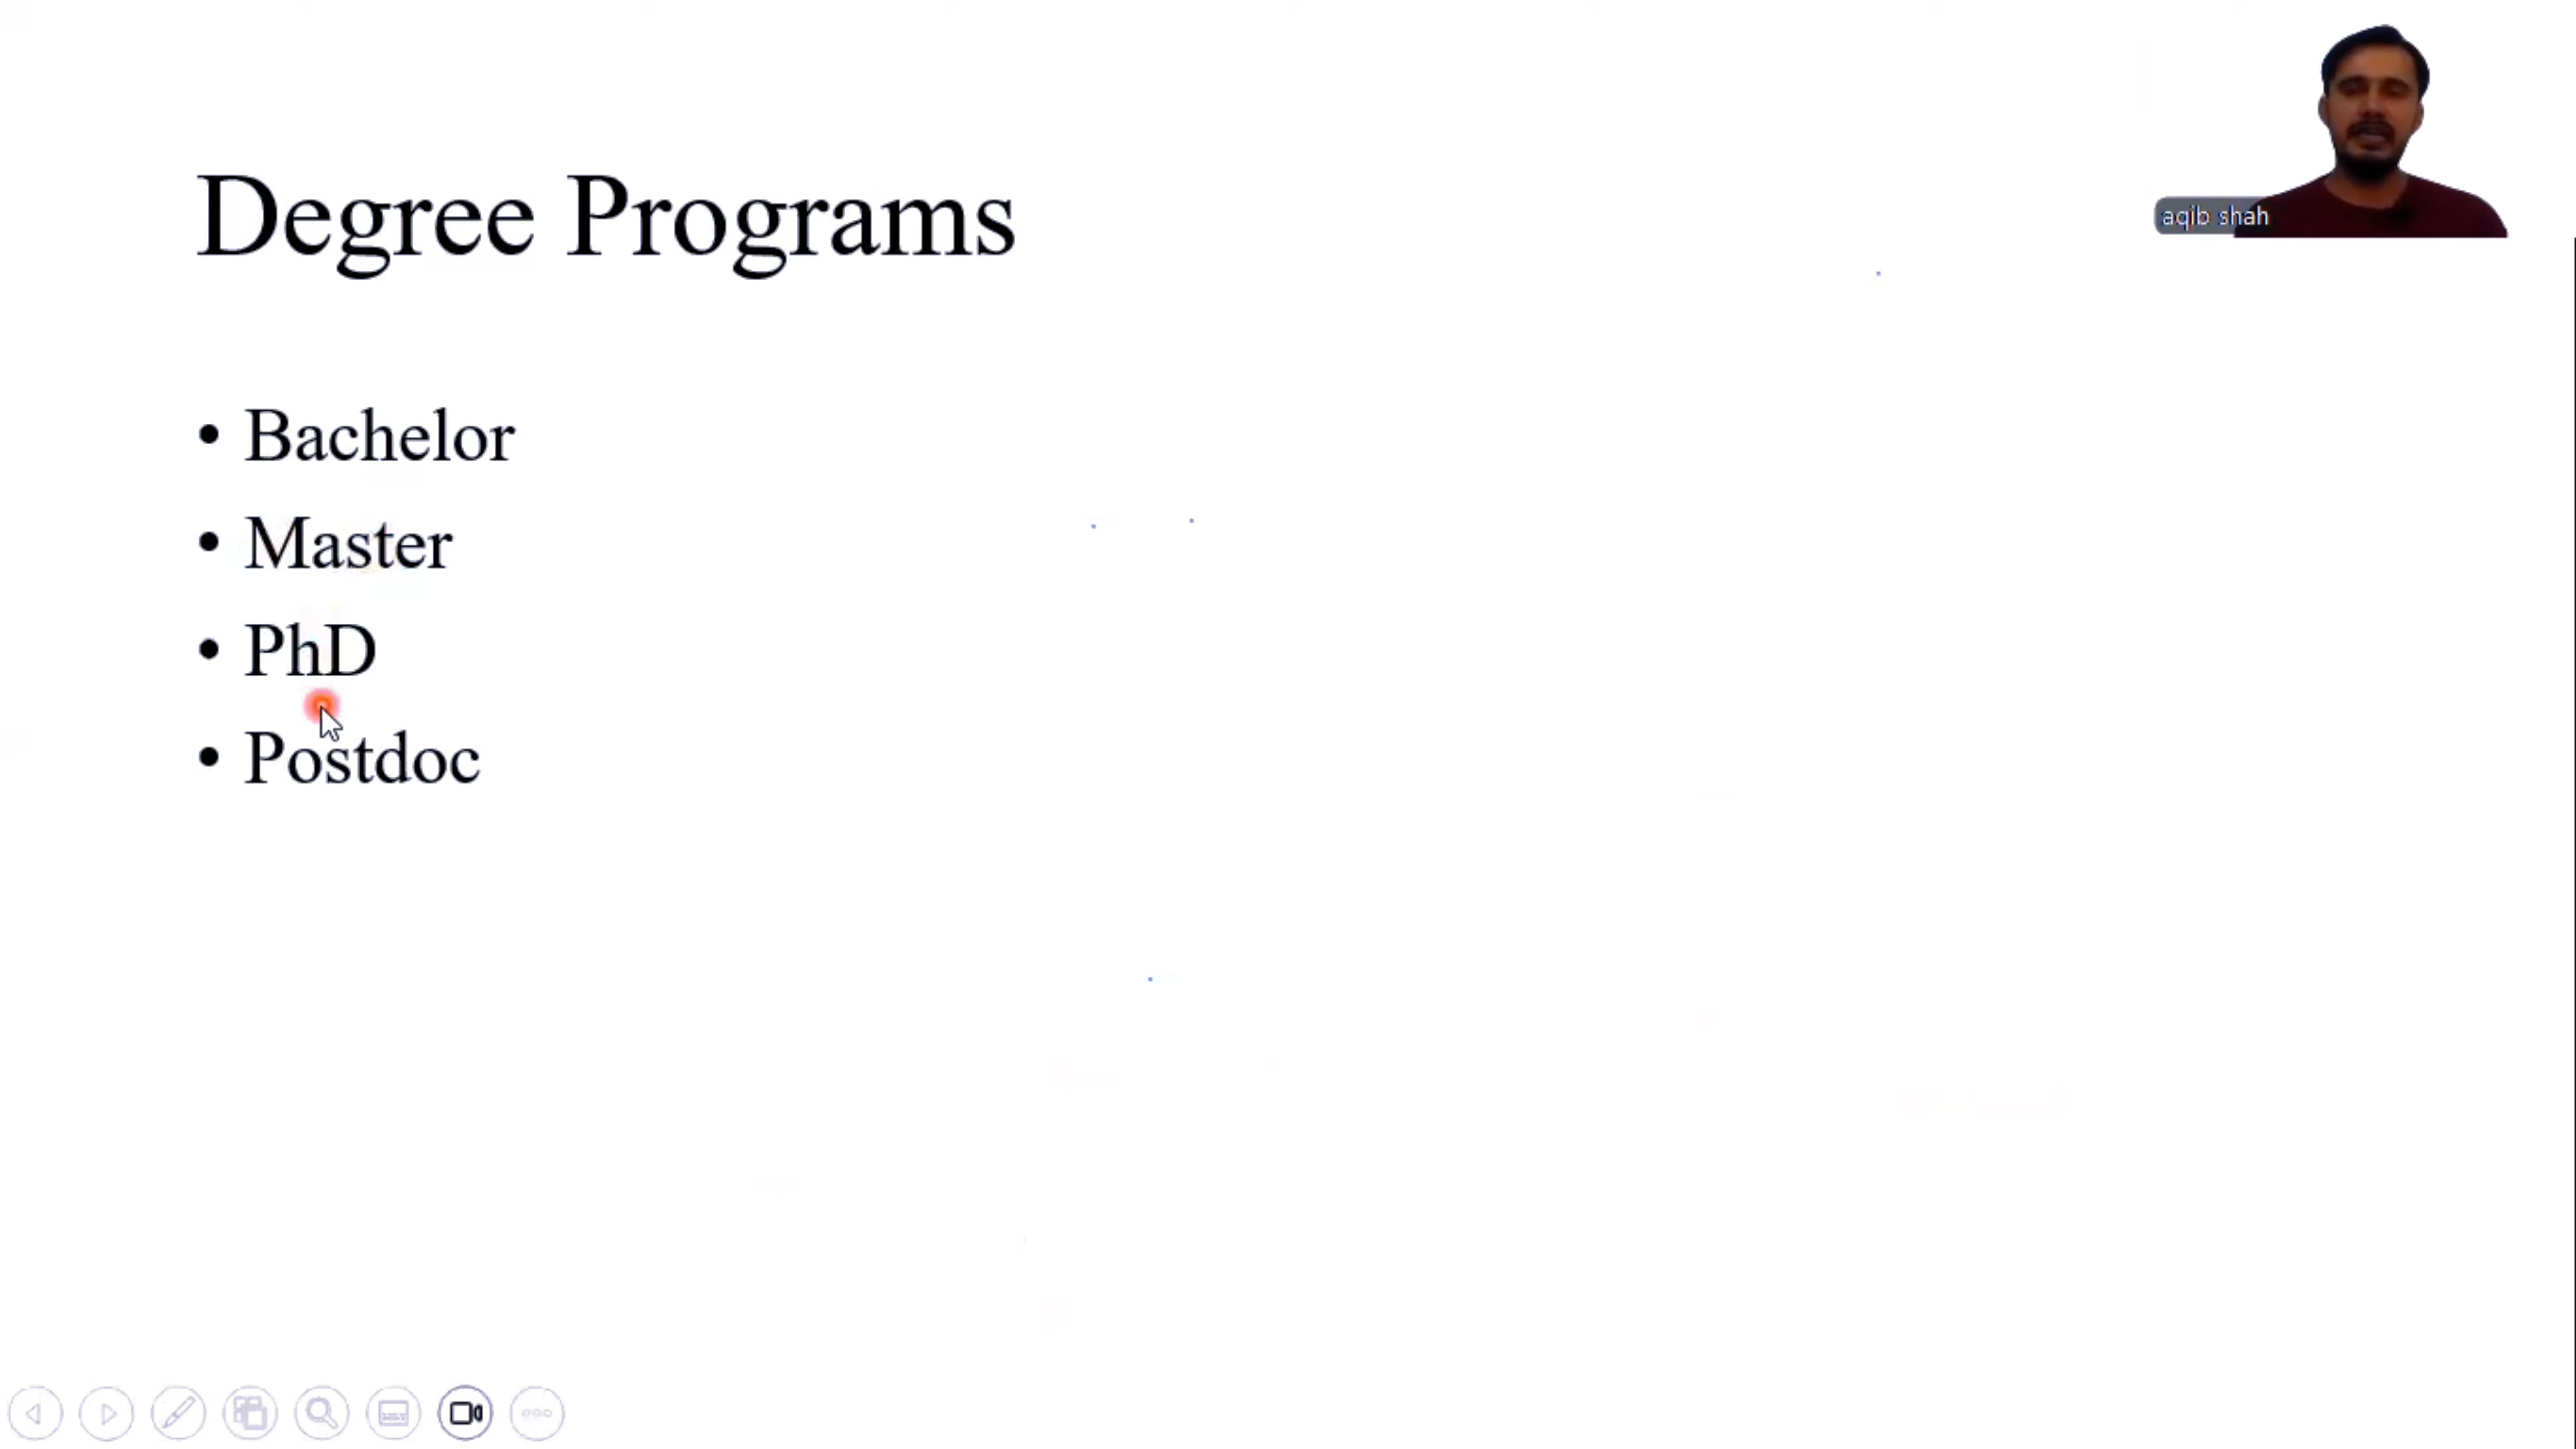 Degree Programs
• Bachelor
• Master
• PhD
• Postdoc
aqib shah